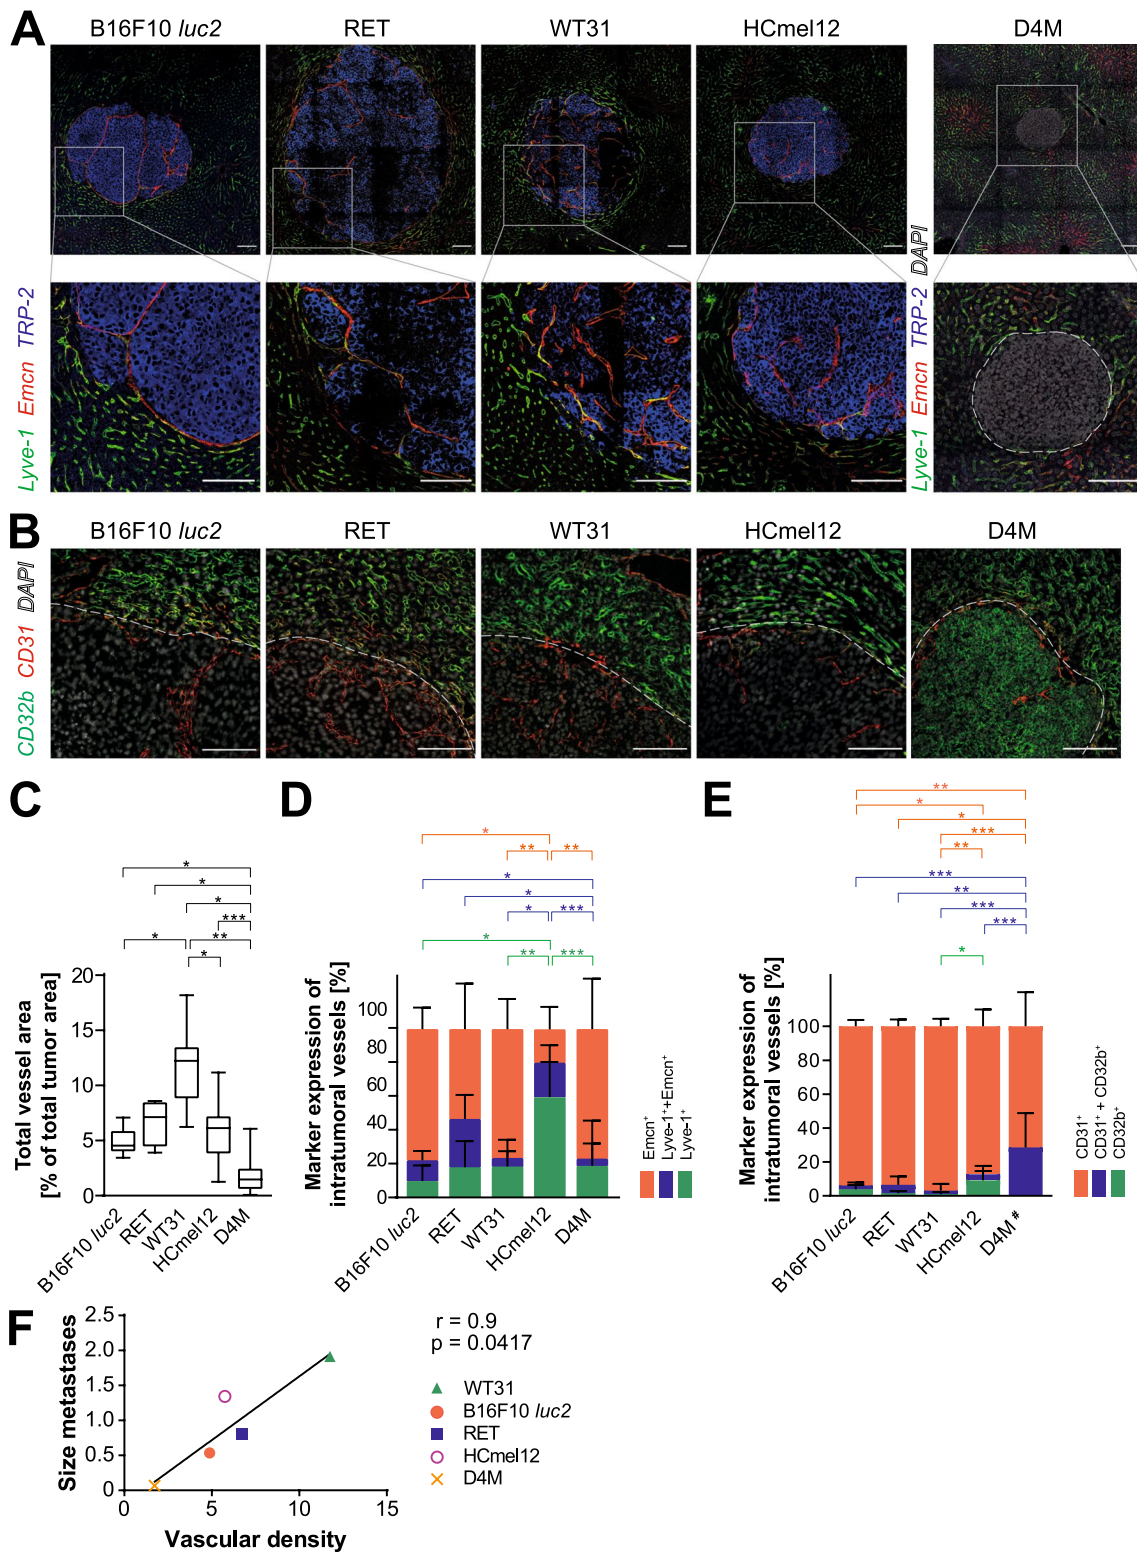 A
B16F10 luc2 RET WT31 HCmel12 D4M
Lyve-1 Emcn TRP-2
Lyve-1 Emcn TRP-2 DAPI
B
B16F10 luc2 RET WT31 HCmel12 D4M
CD32b CD31 DAPI
C
* 
*
*
***
* **
*
Total vessel area
[% of total tumor area]
20
15
10
5
0
B16F10 luc2
RET
WT31
HCmel12
D4M
D
*
** **
*
*
* ***
*
** ***
Marker expression of
intratumoral vessels [%]
100
80
60
40
20
0
B16F10 luc2
RET
WT31
HCmel12
D4M
Emcn⁺
Lyve-1⁺+Emcn⁺
Lyve-1⁺
E
**
*
*
***
**
***
**
***
***
*
Marker expression of
intratumoral vessels [%]
100
80
60
40
20
0
B16F10 luc2
RET
WT31
HCmel12
D4M #
CD31⁺
CD31⁺ + CD32b⁺
CD32b⁺
F
Size metastases
2.5
2.0
1.5
1.0
0.5
0
0 5 10 15
Vascular density
r = 0.9
p = 0.0417
WT31
B16F10 luc2
RET
HCmel12
D4M